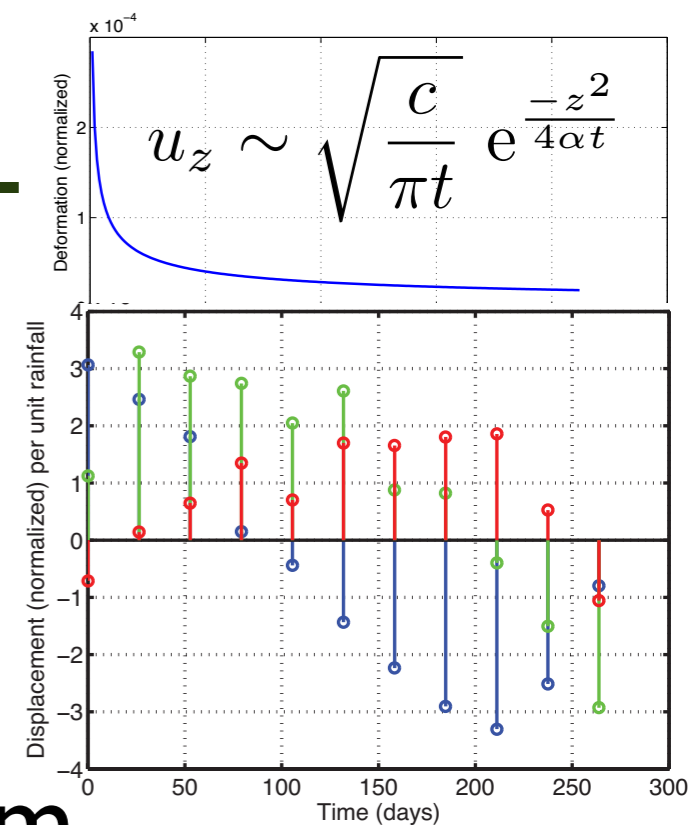 x 10⁻⁴
Deformation (normalized)
2
1
u_z ~ √(c/πt) e^(−z²/4αt)
Displacement (normalized) per unit rainfall
4
3
2
1
0
−1
−2
−3
−4
0 50 100 150 200 250 300
Time (days)